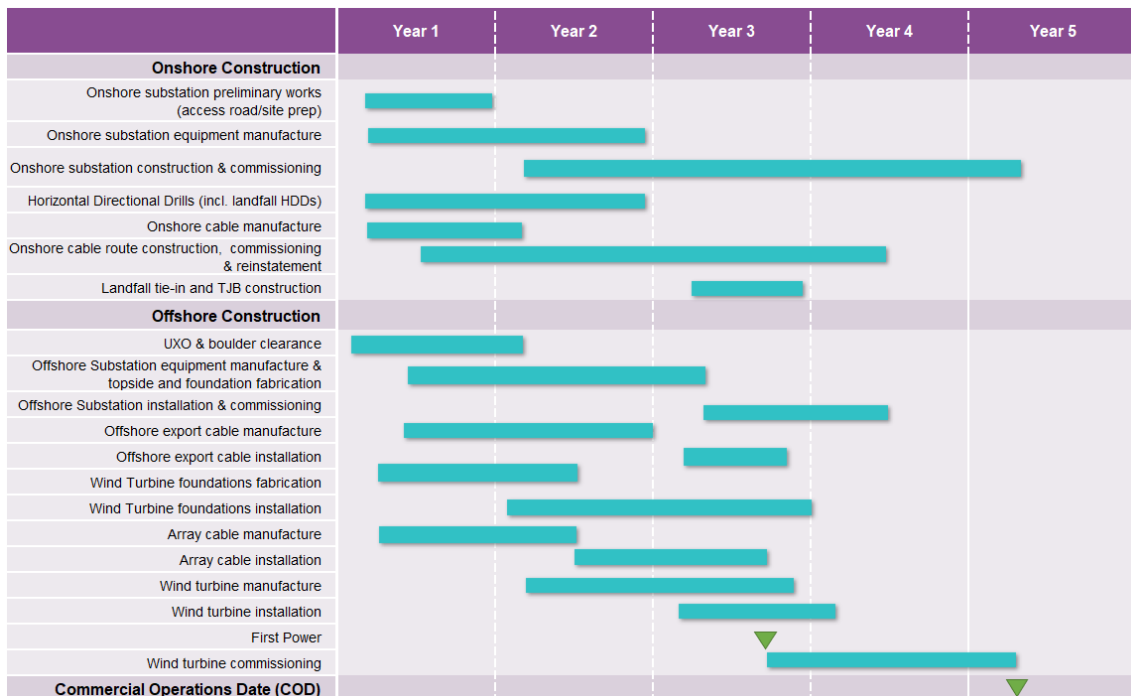 Year 1 Year 2 Year 3 Year 4 Year 5
Onshore Construction
Onshore substation preliminary works
(access road/site prep)
Onshore substation equipment manufacture
Onshore substation construction & commissioning
Horizontal Directional Drills (incl. landfall HDDs)
Onshore cable manufacture
Onshore cable route construction, commissioning
& reinstatement
Landfall tie-in and TJB construction
Offshore Construction
UXO & boulder clearance
Offshore Substation equipment manufacture &
topside and foundation fabrication
Offshore Substation installation & commissioning
Offshore export cable manufacture
Offshore export cable installation
Wind Turbine foundations fabrication
Wind Turbine foundations installation
Array cable manufacture
Array cable installation
Wind turbine manufacture
Wind turbine installation
First Power
Wind turbine commissioning
Commercial Operations Date (COD)